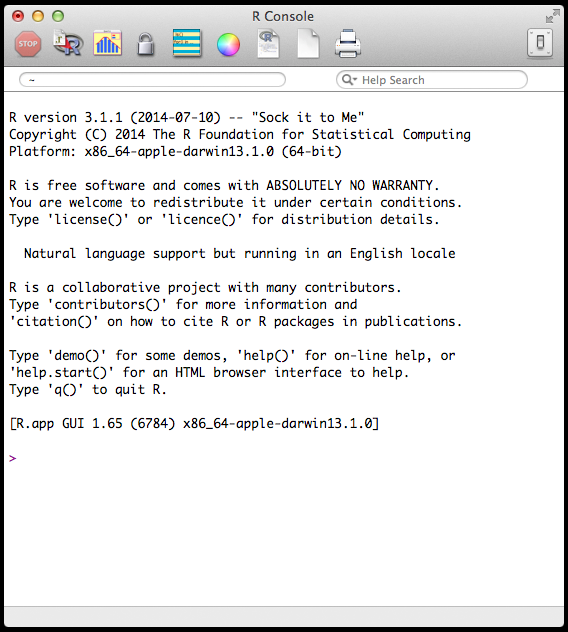 R Console
STOP
R
~
Help Search
R version 3.1.1 (2014-07-10) -- "Sock it to Me"
Copyright (C) 2014 The R Foundation for Statistical Computing
Platform: x86_64-apple-darwin13.1.0 (64-bit)
R is free software and comes with ABSOLUTELY NO WARRANTY.
You are welcome to redistribute it under certain conditions.
Type 'license()' or 'licence()' for distribution details.
Natural language support but running in an English locale
R is a collaborative project with many contributors.
Type 'contributors()' for more information and
'citation()' on how to cite R or R packages in publications.
Type 'demo()' for some demos, 'help()' for on-line help, or
'help.start()' for an HTML browser interface to help.
Type 'q()' to quit R.
[R.app GUI 1.65 (6784) x86_64-apple-darwin13.1.0]
>